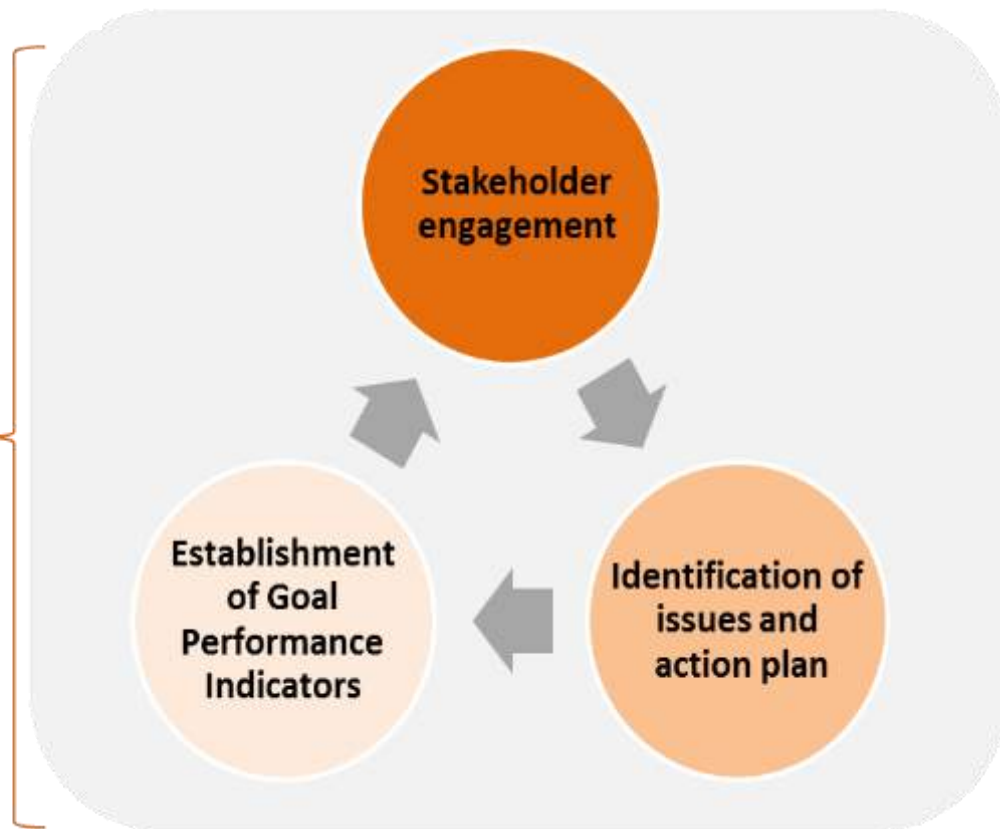 Stakeholder
engagement
Identification of
issues and
action plan
Establishment
of Goal
Performance
Indicators